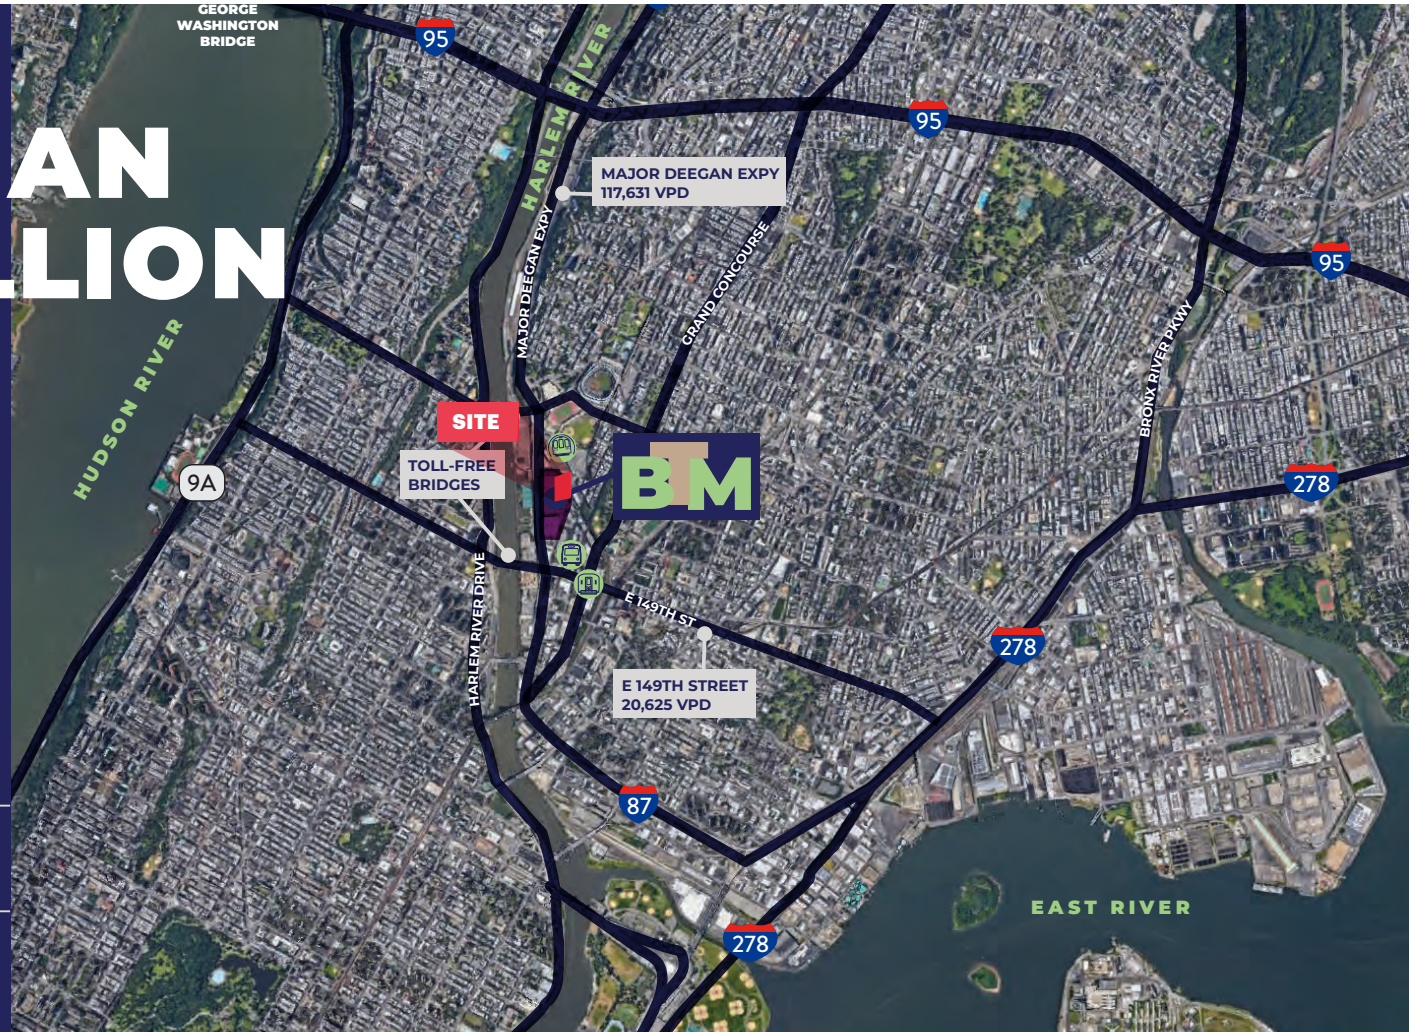 GEORGE
WASHINGTON
BRIDGE
95
HARLEM RIVER
AN
LLION
95
MAJOR DEEGAN EXPY
117,631 VPD
MAJOR DEEGAN EXPY
GRAND CONCOURSE
95
HUDSON RIVER
BRONX RIVER PKWY
SITE
TOLL-FREE
BRIDGES
BTM
9A
278
HARLEM RIVER DRIVE
E 149TH ST
278
E 149TH STREET
20,625 VPD
87
EAST RIVER
278